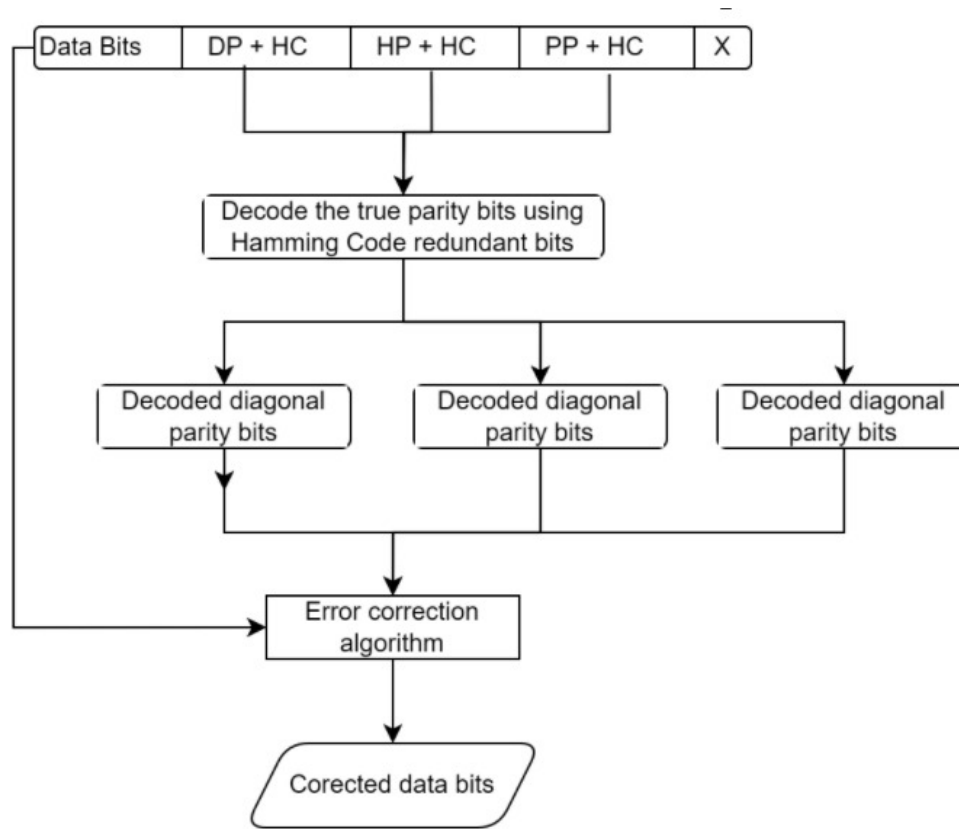 Data Bits DP + HC HP + HC PP + HC X
Decode the true parity bits using
Hamming Code redundant bits
Decoded diagonal Decoded diagonal Decoded diagonal
parity bits parity bits parity bits
Error correction
algorithm
Corected data bits